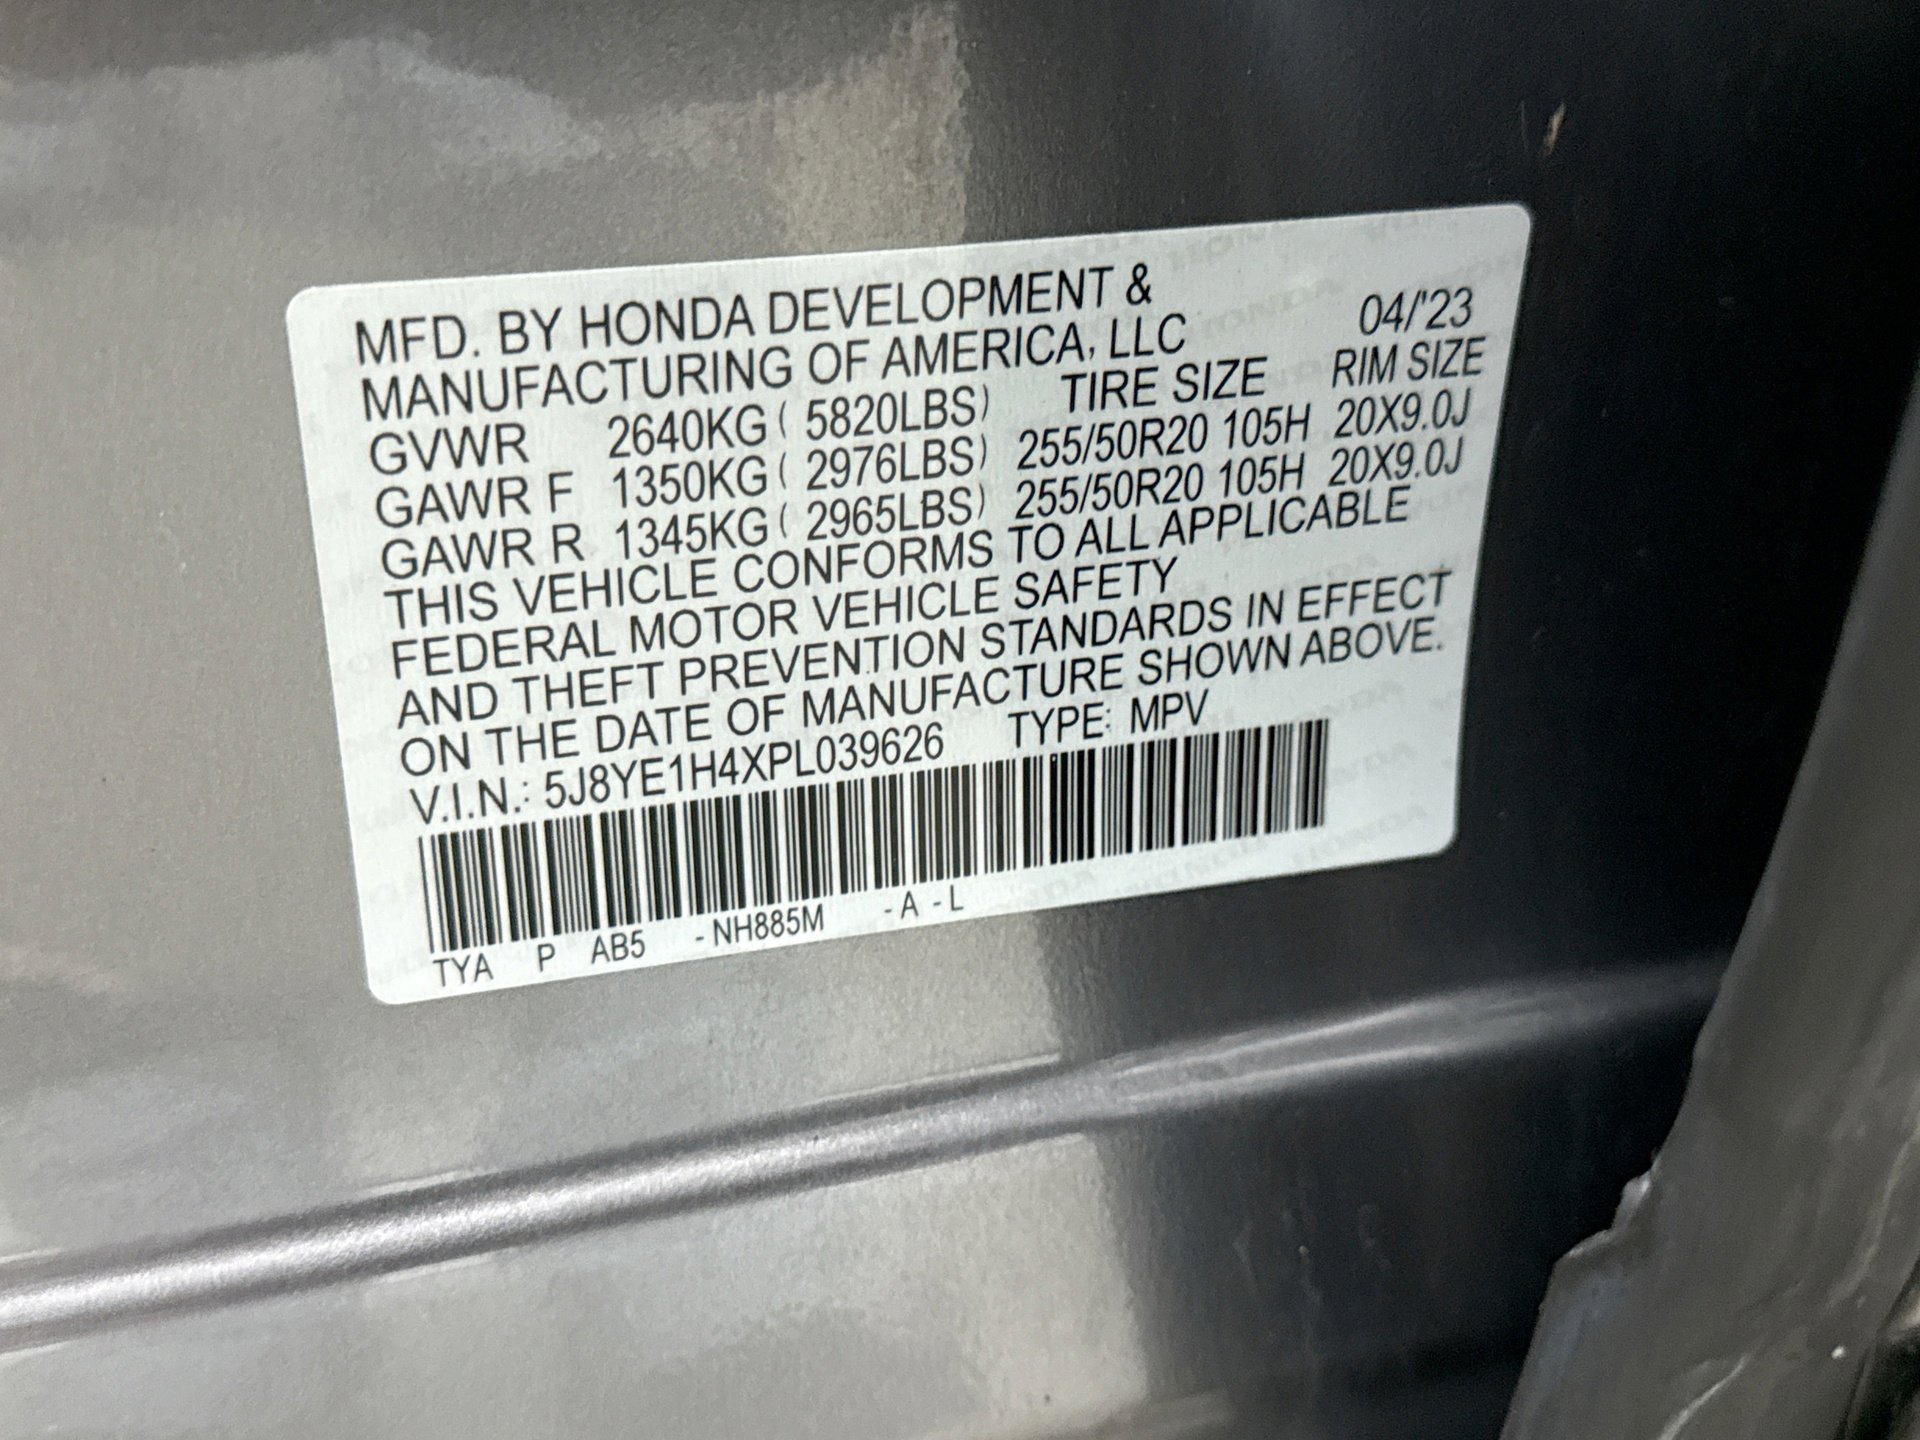 MFD. BY HONDA DEVELOPMENT &
MANUFACTURING OF AMERICA, LLC 04/'23
GVWR 2640KG ( 5820LBS) TIRE SIZE RIM SIZE
GAWR F 1350KG ( 2976LBS) 255/50R20 105H 20X9.0J
GAWR R 1345KG ( 2965LBS) 255/50R20 105H 20X9.0J
THIS VEHICLE CONFORMS TO ALL APPLICABLE
FEDERAL MOTOR VEHICLE SAFETY
AND THEFT PREVENTION STANDARDS IN EFFECT
ON THE DATE OF MANUFACTURE SHOWN ABOVE.
V.I.N.: 5J8YE1H4XPL039626 TYPE: MPV
TYA P AB5 - NH885M - A - L